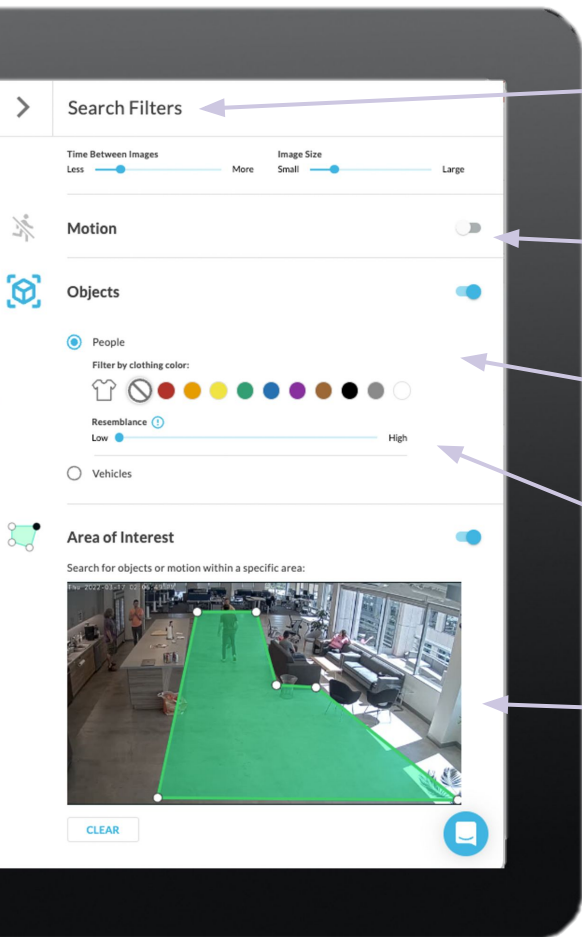 Search Filters
Time Between Images Image Size
Less More Small Large
Motion
Objects
People
Filter by clothing color:
Resemblance
Low High
Vehicles
Area of Interest
Search for objects or motion within a specific area:
CLEAR